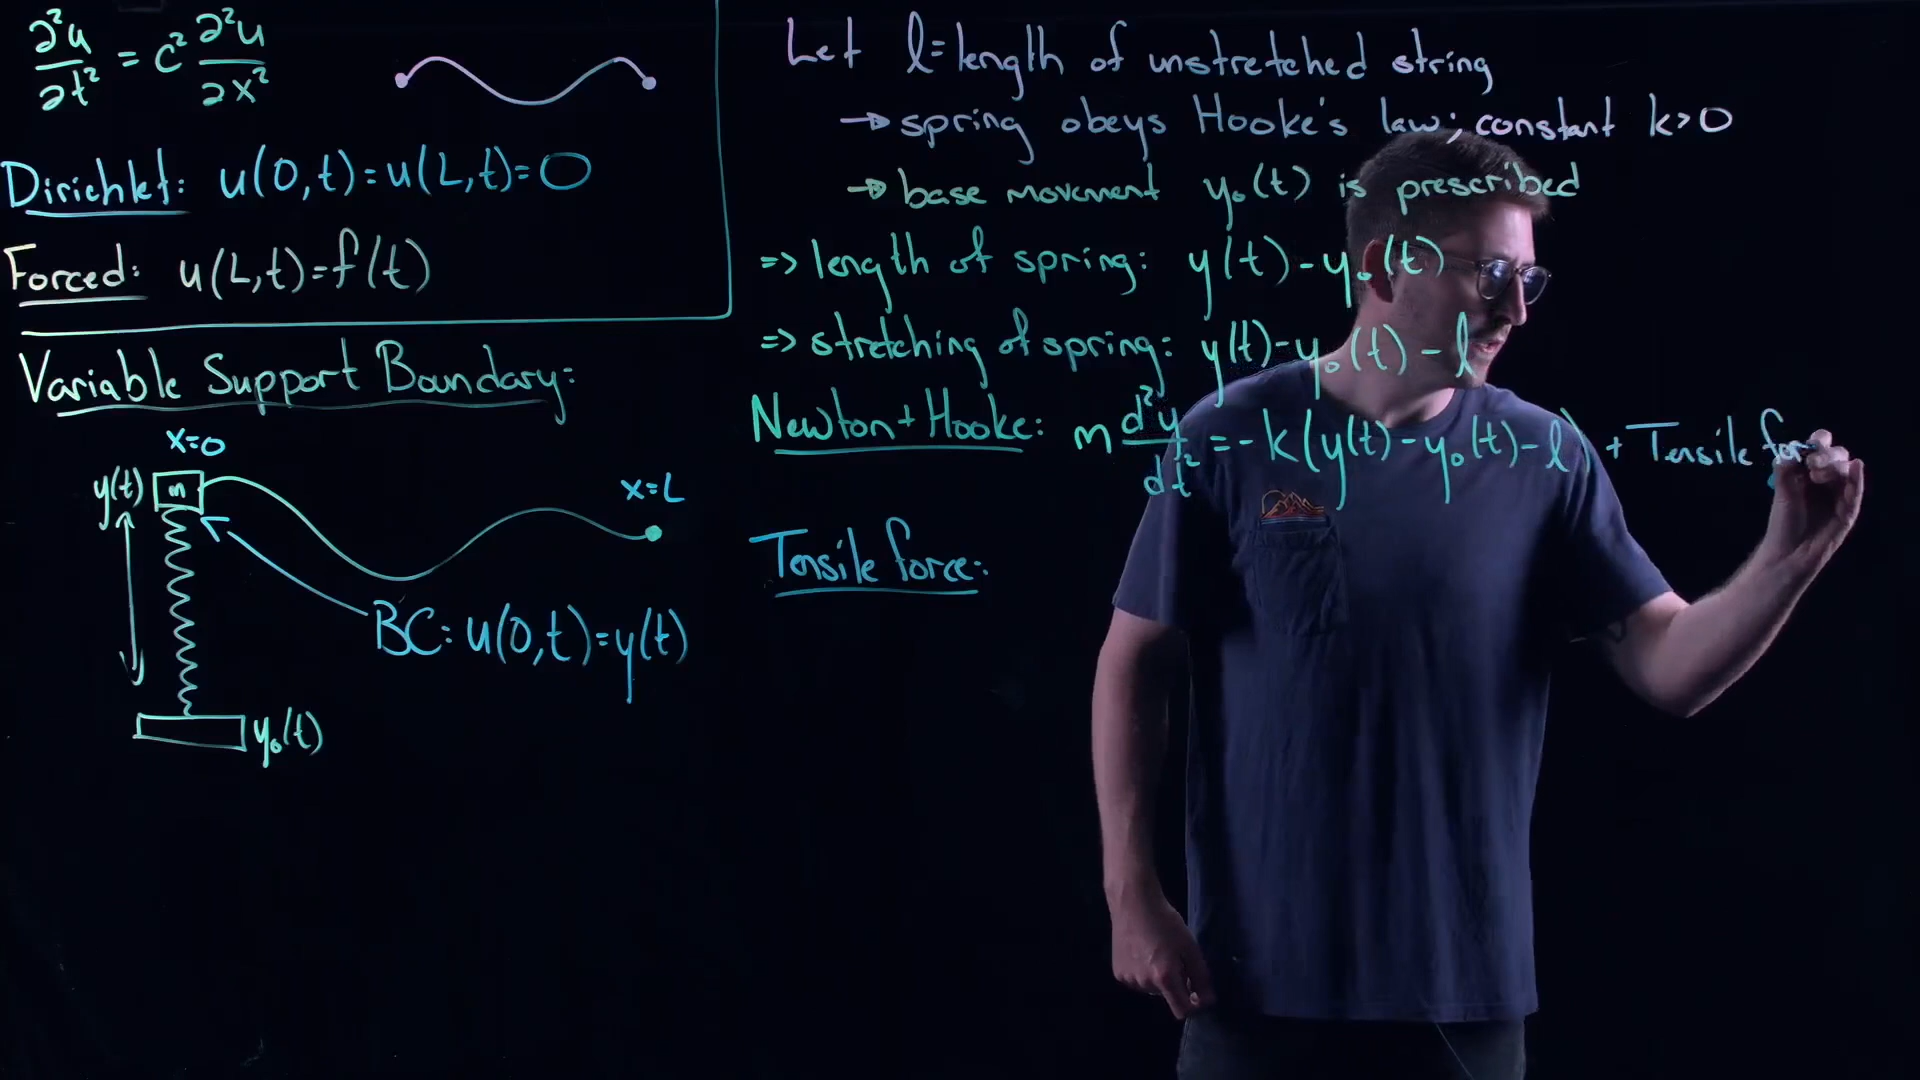 ∂²u/∂t² = c² ∂²u/∂x²
Dirichlet: u(0,t)=u(L,t)=0
Forced: u(L,t)=f(t)
Variable Support Boundary:
x=0
y(t)
m
x=L
BC: u(0,t)=y(t)
y₀(t)
Let l=length of unstretched string
→ spring obeys Hooke's law; constant k>0
→ base movement y₀(t) is prescribed
=> length of spring: y(t)-y₀(t)
=> stretching of spring: y(t)-y₀(t)-l
Newton + Hooke: m d²y/dt² = -k(y(t)-y₀(t)-l) + Tensile for
Tensile force: